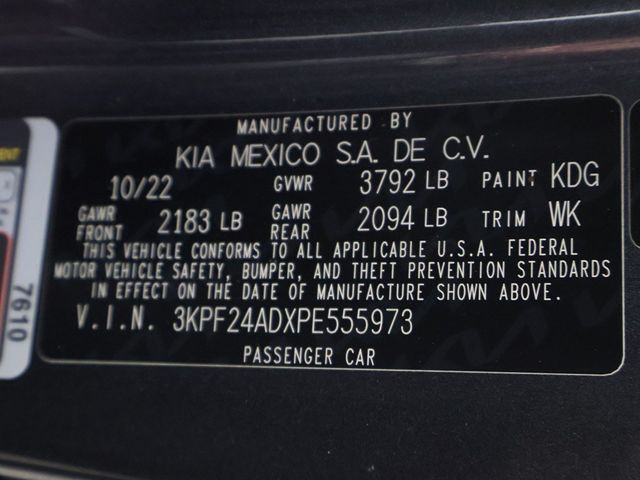 MANUFACTURED BY
KIA MEXICO S.A. DE C.V.
10/22 GVWR 3792 LB PAINT KDG
GAWR FRONT 2183 LB GAWR REAR 2094 LB TRIM WK
THIS VEHICLE CONFORMS TO ALL APPLICABLE U.S.A. FEDERAL
MOTOR VEHICLE SAFETY, BUMPER, AND THEFT PREVENTION STANDARDS
IN EFFECT ON THE DATE OF MANUFACTURE SHOWN ABOVE.
V.I.N. 3KPF24ADXPE555973
PASSENGER CAR
7610